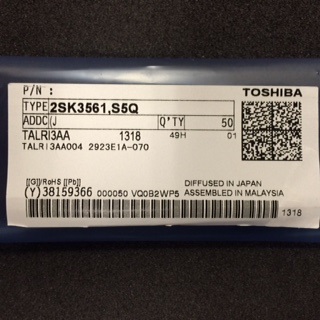 P/N:
TOSHIBA
TYPE 2SK3561,S5Q
ADDC (J Q'TY 50
TALR 3AA 1318 49H 01
TALR 3AA004 2923E1A-070
[[G]]/RoHS [[Pb]]
(Y)38159366 000050 VQ0B2WP5
DIFFUSED IN JAPAN
ASSEMBLED IN MALAYSIA
1318